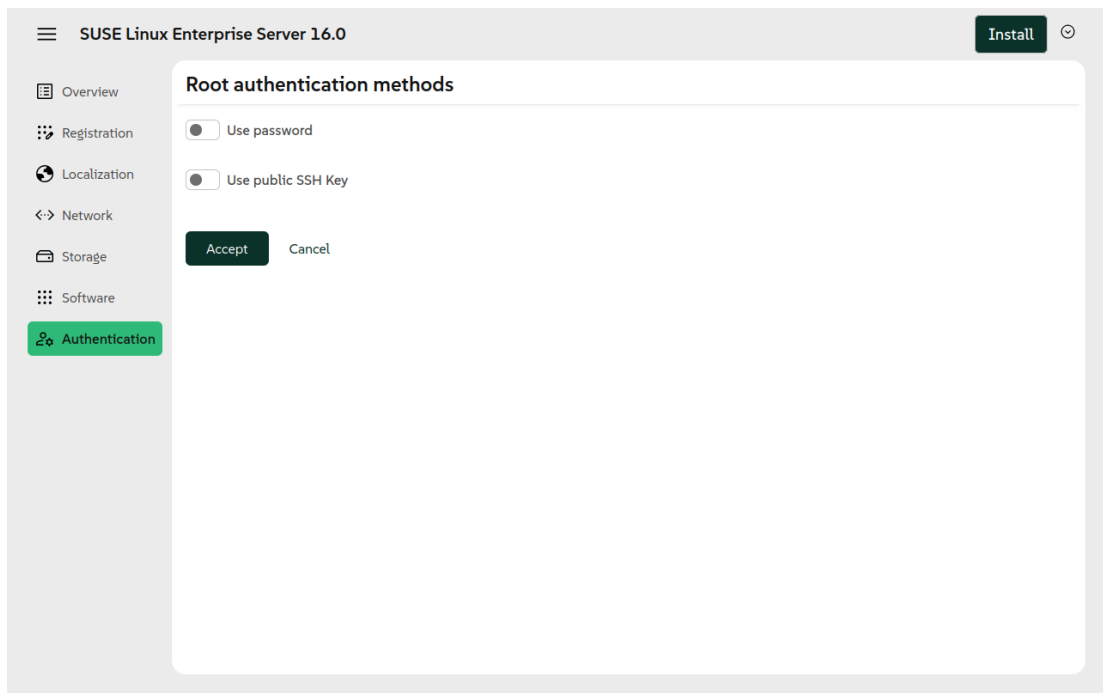 SUSE Linux Enterprise Server 16.0
Install
Overview
Registration
Localization
Network
Storage
Software
Authentication
Root authentication methods
Use password
Use public SSH Key
Accept
Cancel